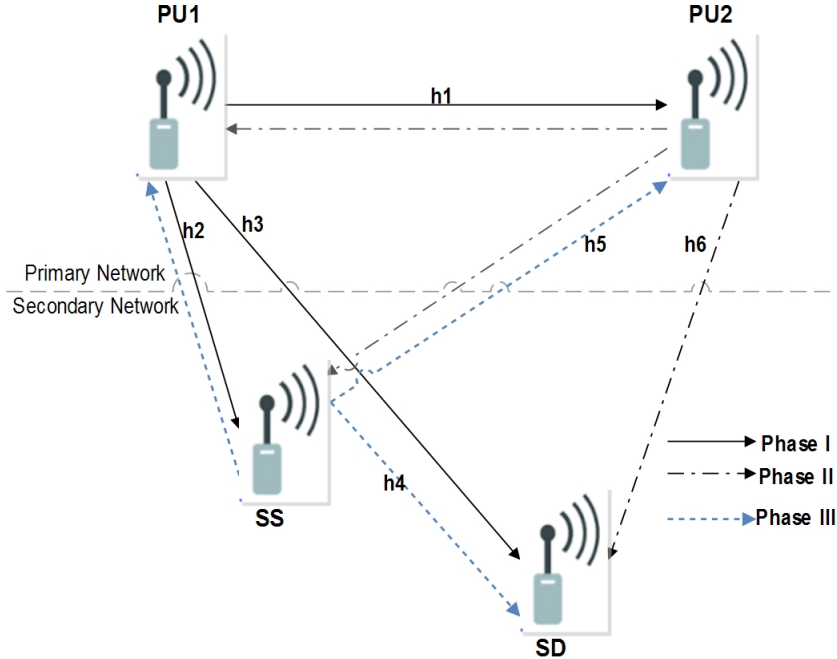 PU1
PU2
h1
h2
h3
h5
h6
Primary Network
Secondary Network
h4
SS
SD
Phase I
Phase II
Phase III